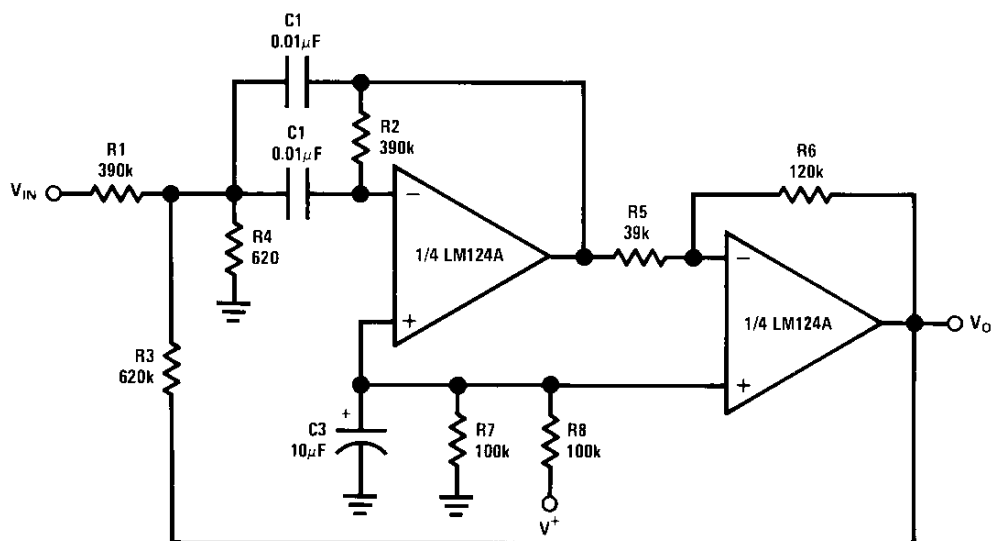 C1
0.01μF
C1
0.01μF
R2
390k
R1
390k
VIN
R4
620
R3
620k
−
1/4 LM124A
+
R5
39k
R6
120k
−
1/4 LM124A
+
VO
+
C3
10μF
R7
100k
R8
100k
V+